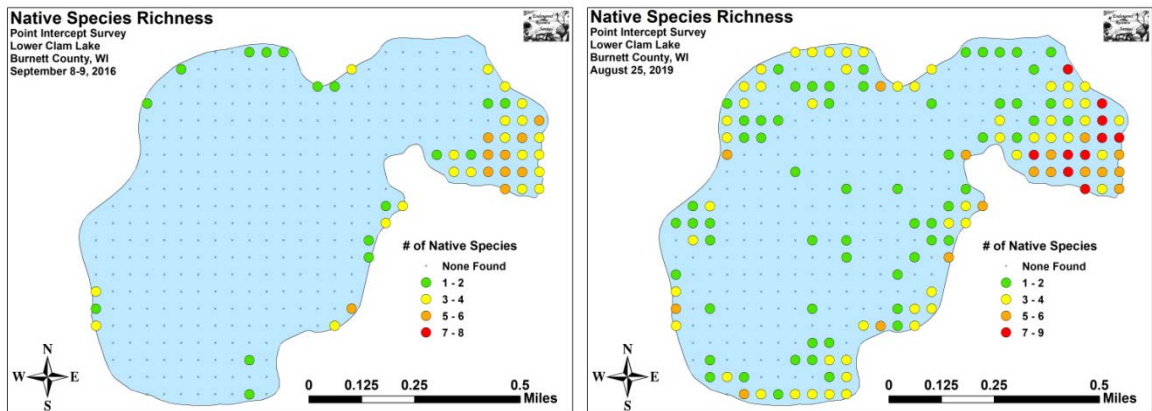 Native Species Richness
Point Intercept Survey
Lower Clam Lake
Burnett County, WI
September 8-9, 2016
# of Native Species
None Found
1 - 2
3 - 4
5 - 6
7 - 8
N
W E
S
0 0.125 0.25 0.5
Miles
Native Species Richness
Point Intercept Survey
Lower Clam Lake
Burnett County, WI
August 25, 2019
# of Native Species
None Found
1 - 2
3 - 4
5 - 6
7 - 9
N
W E
S
0 0.125 0.25 0.5
Miles